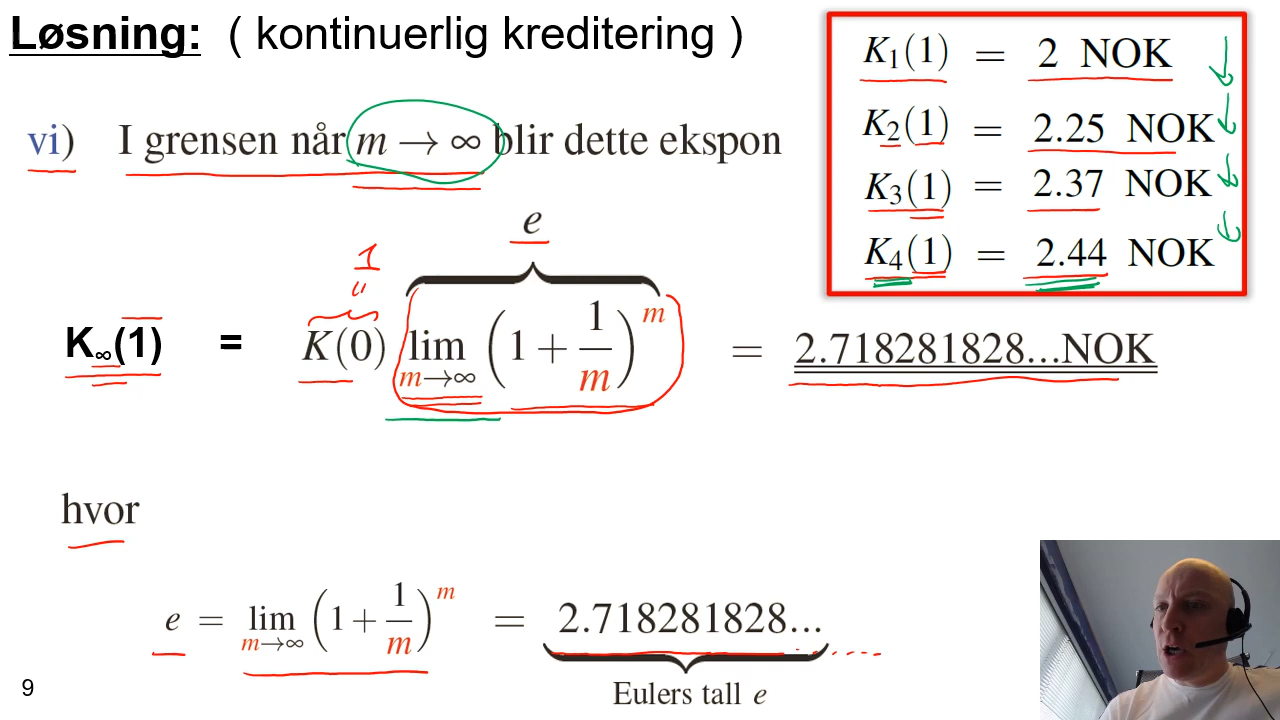 Løsning: ( kontinuerlig kreditering )
K₁(1) = 2 NOK
K₂(1) = 2.25 NOK
K₃(1) = 2.37 NOK
K₄(1) = 2.44 NOK
vi) I grensen når m → ∞ blir dette ekspon
e
1
"
K∞(1) = K(0) lim m→∞ (1 + 1/m)^m = 2.718281828...NOK
hvor
e = lim m→∞ (1 + 1/m)^m = 2.718281828...
Eulers tall e
9